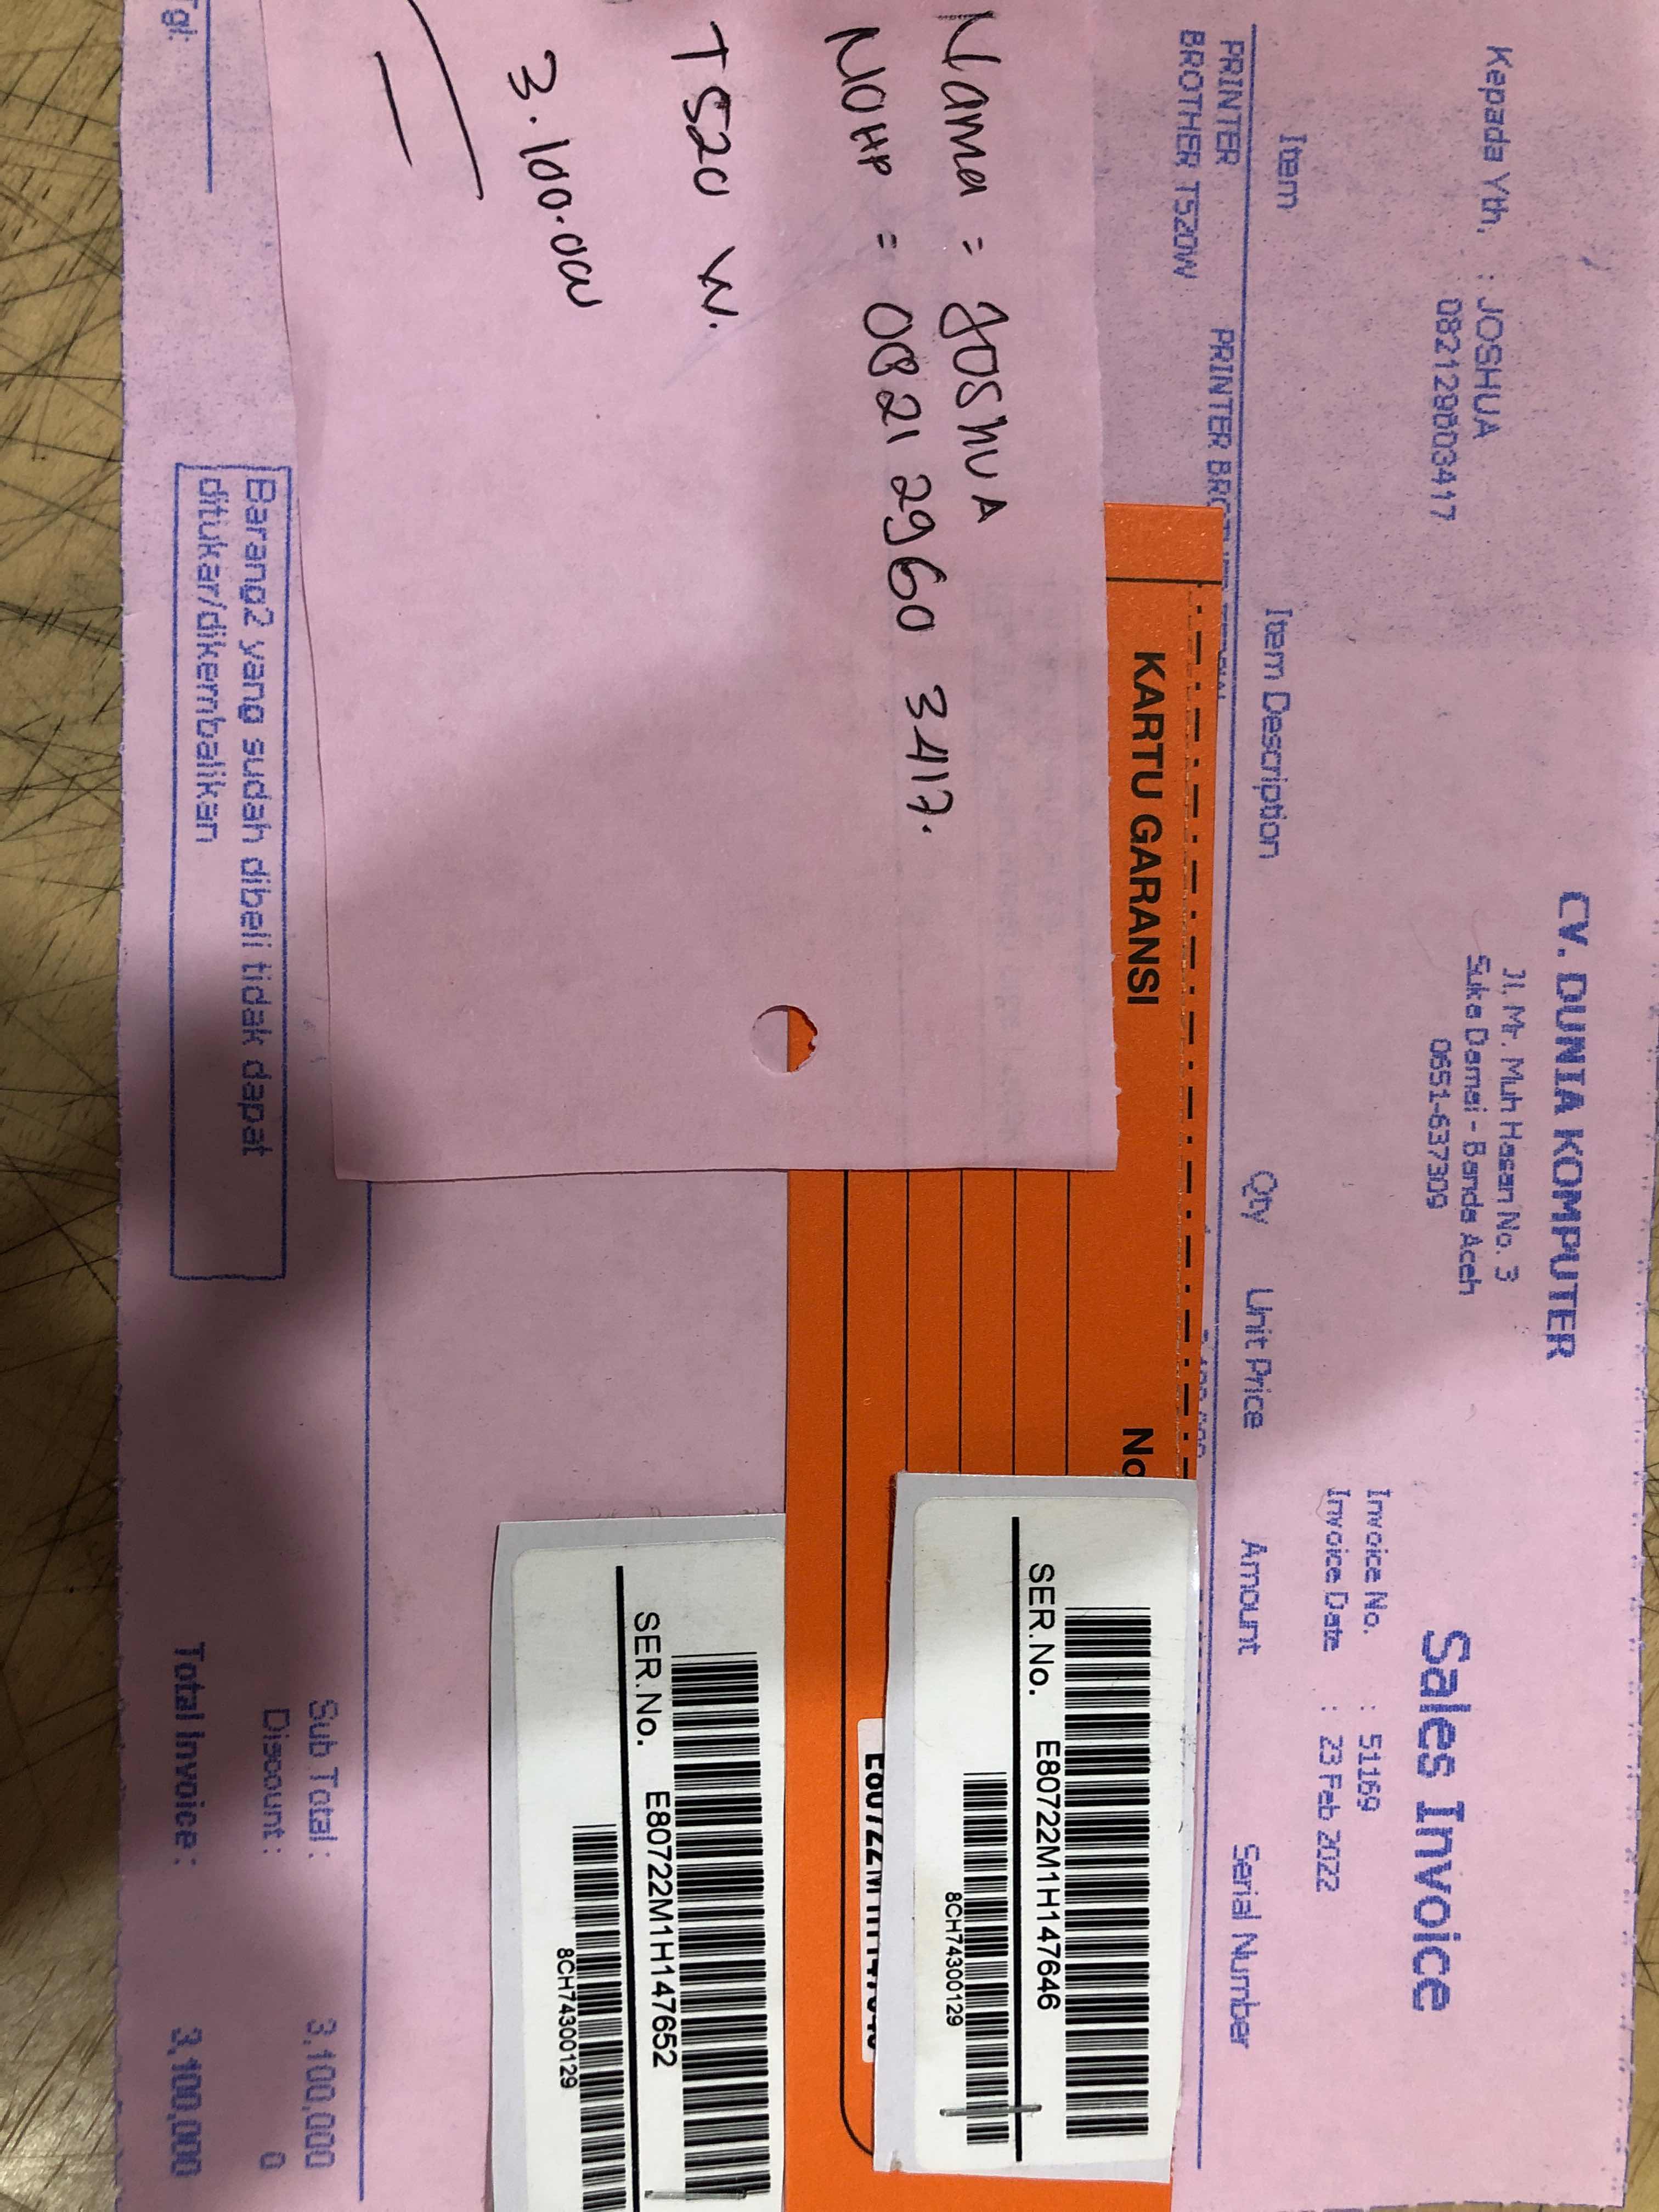 CV. DUNIA KOMPUTER
Jl. Mr. Muh Hasan No. 3
Suka Damai - Banda Aceh
0651-637309
Sales Invoice
Kepada Yth, : JOSHUA
082129603417
Invoice No. : 51169
Invoice Date : 23 Feb 2022
Item Item Description Qty Unit Price Amount Serial Number
PRINTER
BROTHER T520W
PRINTER BROTHER
KARTU GARANSI No
Nama = JOSHUA
NO HP = 0821 2960 3417.
T520 W.
3.100.000
SER.No. E80722M1H147646
8CH74300129
SER.No. E80722M1H147652
8CH74300129
Sub Total : 3,100,000
Discount : 0
Total Invoice : 3,100,000
Barang2 yang sudah dibeli tidak dapat
ditukar/dikembalikan
Tgl: